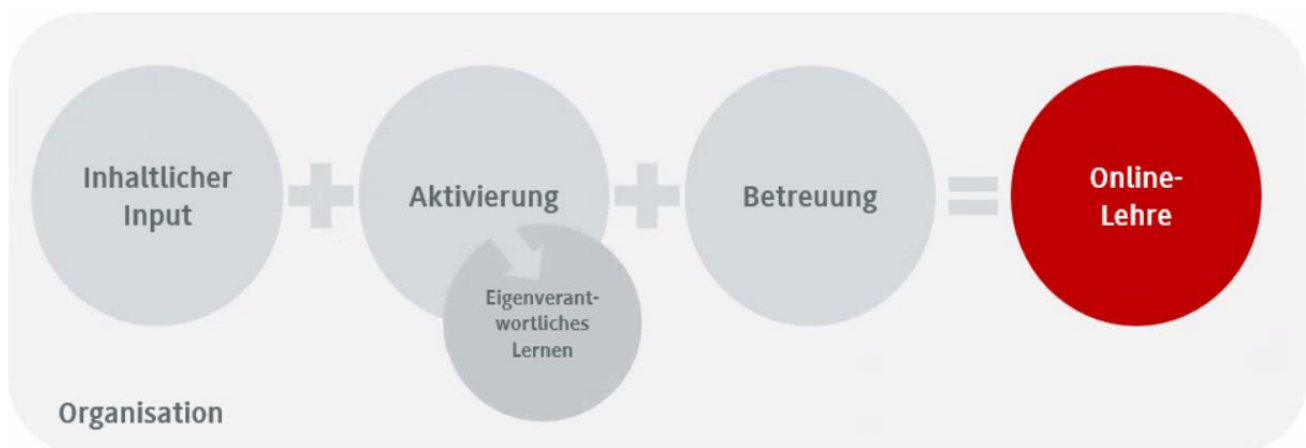 Inhaltlicher
Input
Aktivierung
Betreuung
Online-
Lehre
Eigenverant-
wortliches
Lernen
Organisation